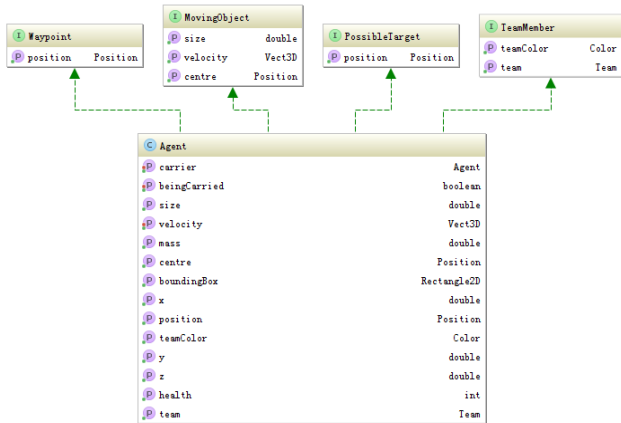 I Waypoint
P position Position
I MovingObject
P size double
P velocity Vect3D
P centre Position
I PossibleTarget
P position Position
I TeamMember
P teamColor Color
P team Team
C Agent
P carrier Agent
P beingCarried boolean
P size double
P velocity Vect3D
P mass double
P centre Position
P boundingBox Rectangle2D
P x double
P position Position
P teamColor Color
P y double
P z double
P health int
P team Team